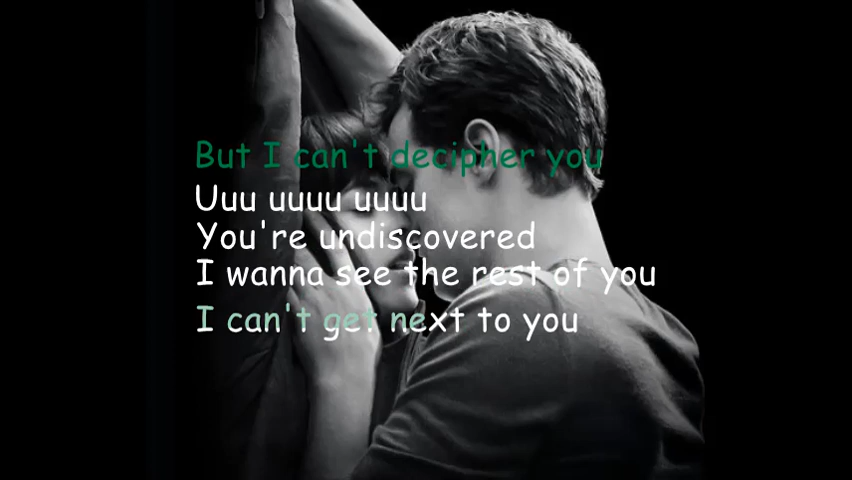 But I can't decipher you
Uuu uuuu uuuu
You're undiscovered
I wanna see the rest of you
I can't get next to you